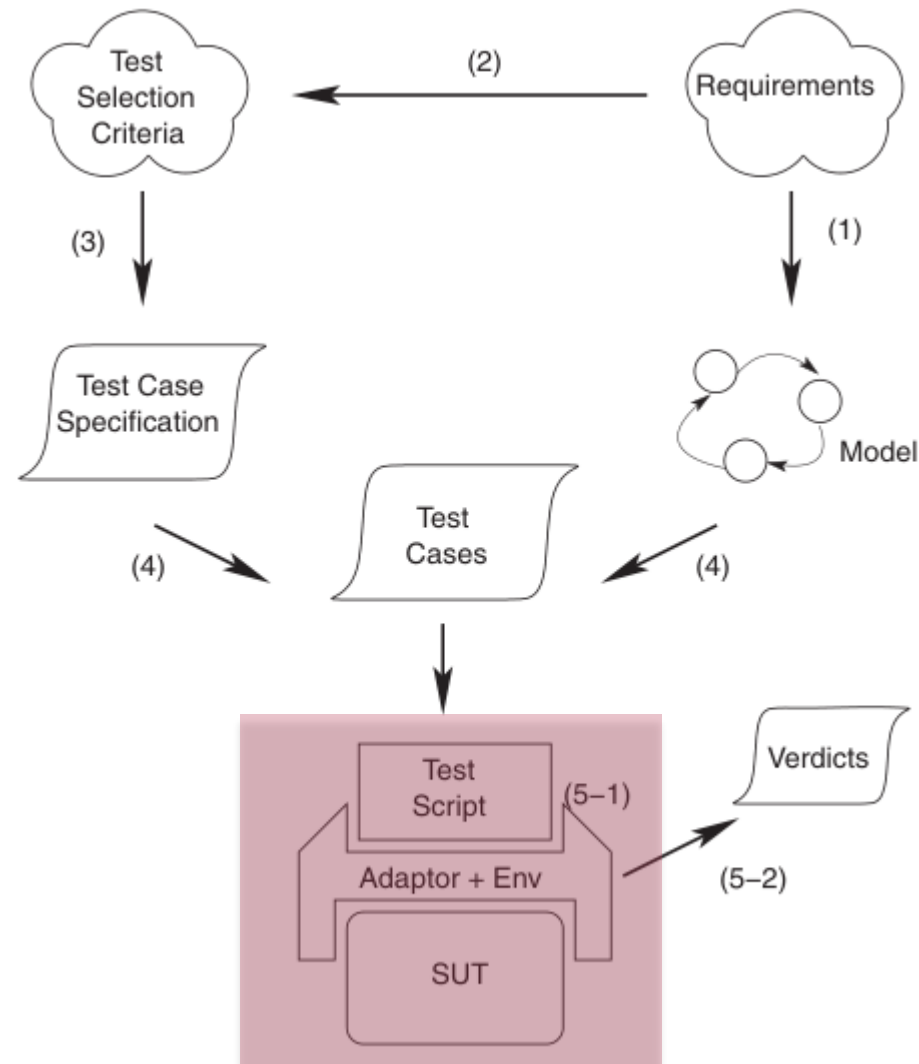 Test
Selection
Criteria
(2)
Requirements
(3)
(1)
Test Case
Specification
Model
Test
Cases
(4)
(4)
Test
Script
(5−1)
Verdicts
Adaptor + Env
(5−2)
SUT